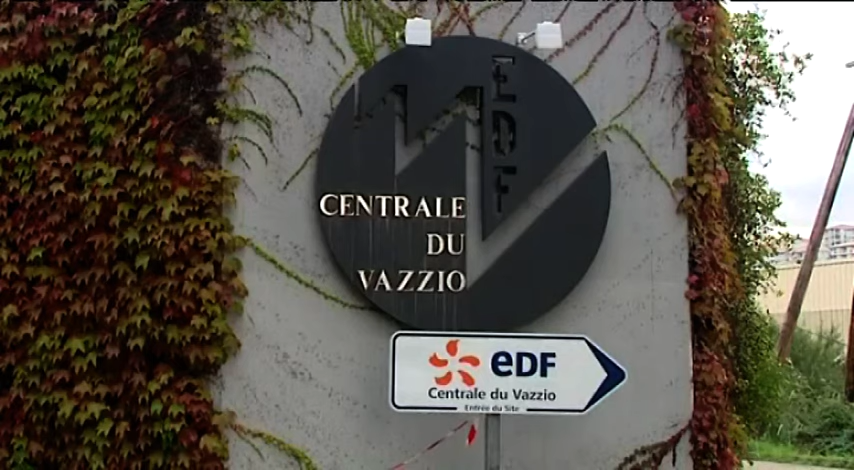 EDF
CENTRALE
DU
VAZZIO
eDF
Centrale du Vazzio
Entrée du Site